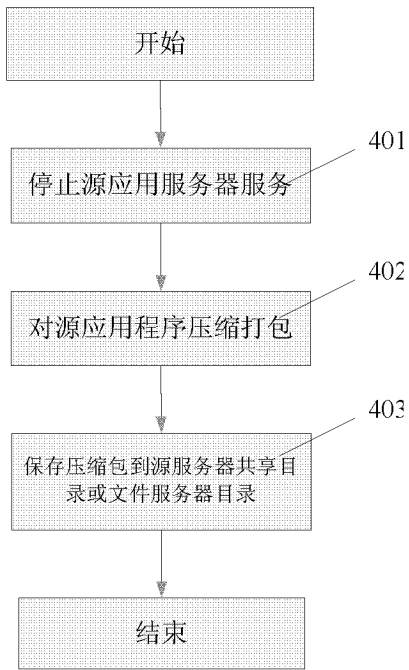 开始
401
停止源应用服务器服务
402
对源应用程序压缩打包
403
保存压缩包到源服务器共享目
录或文件服务器目录
结束